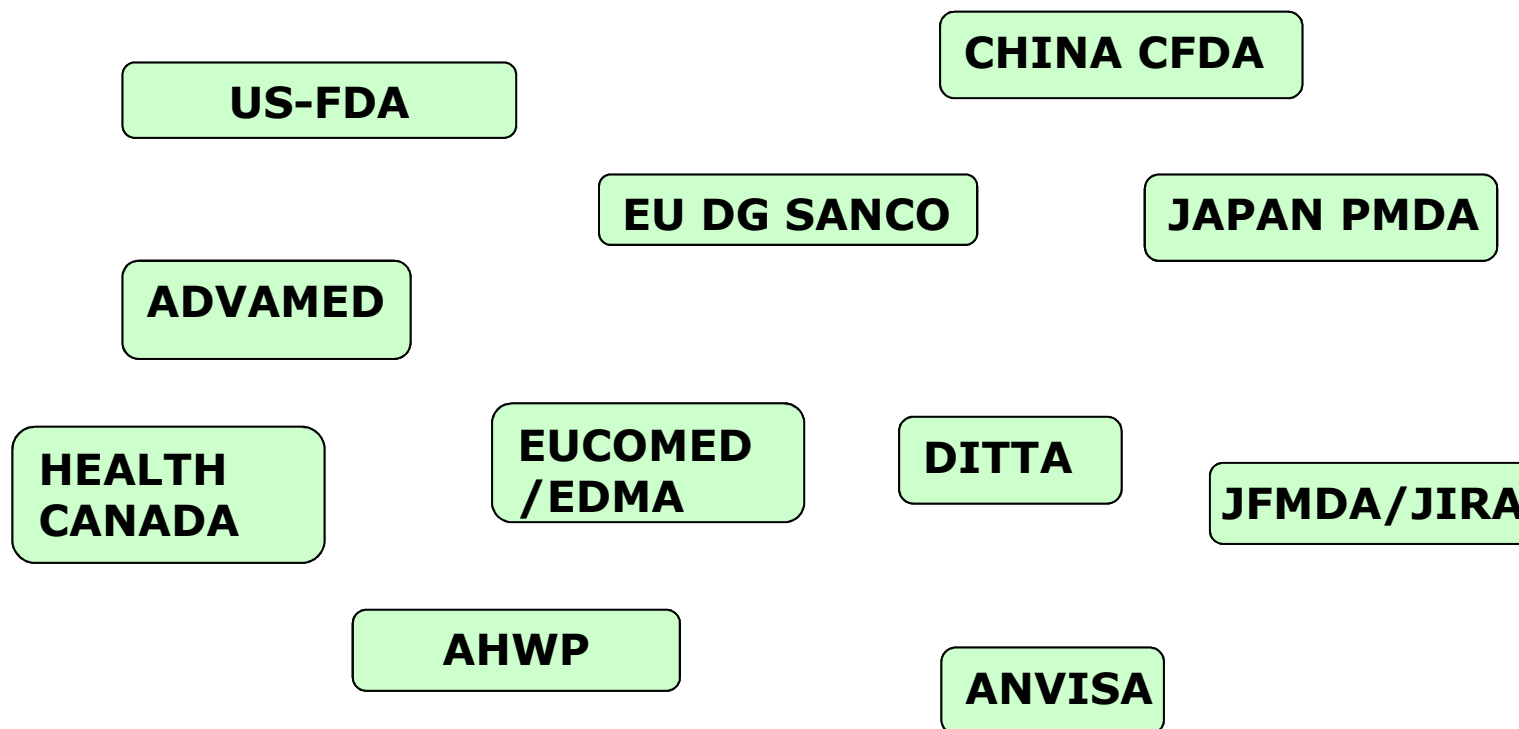 CHINA CFDA
US-FDA
EU DG SANCO
JAPAN PMDA
ADVAMED
EUCOMED
/EDMA
DITTA
HEALTH
CANADA
JFMDA/JIRA
AHWP
ANVISA